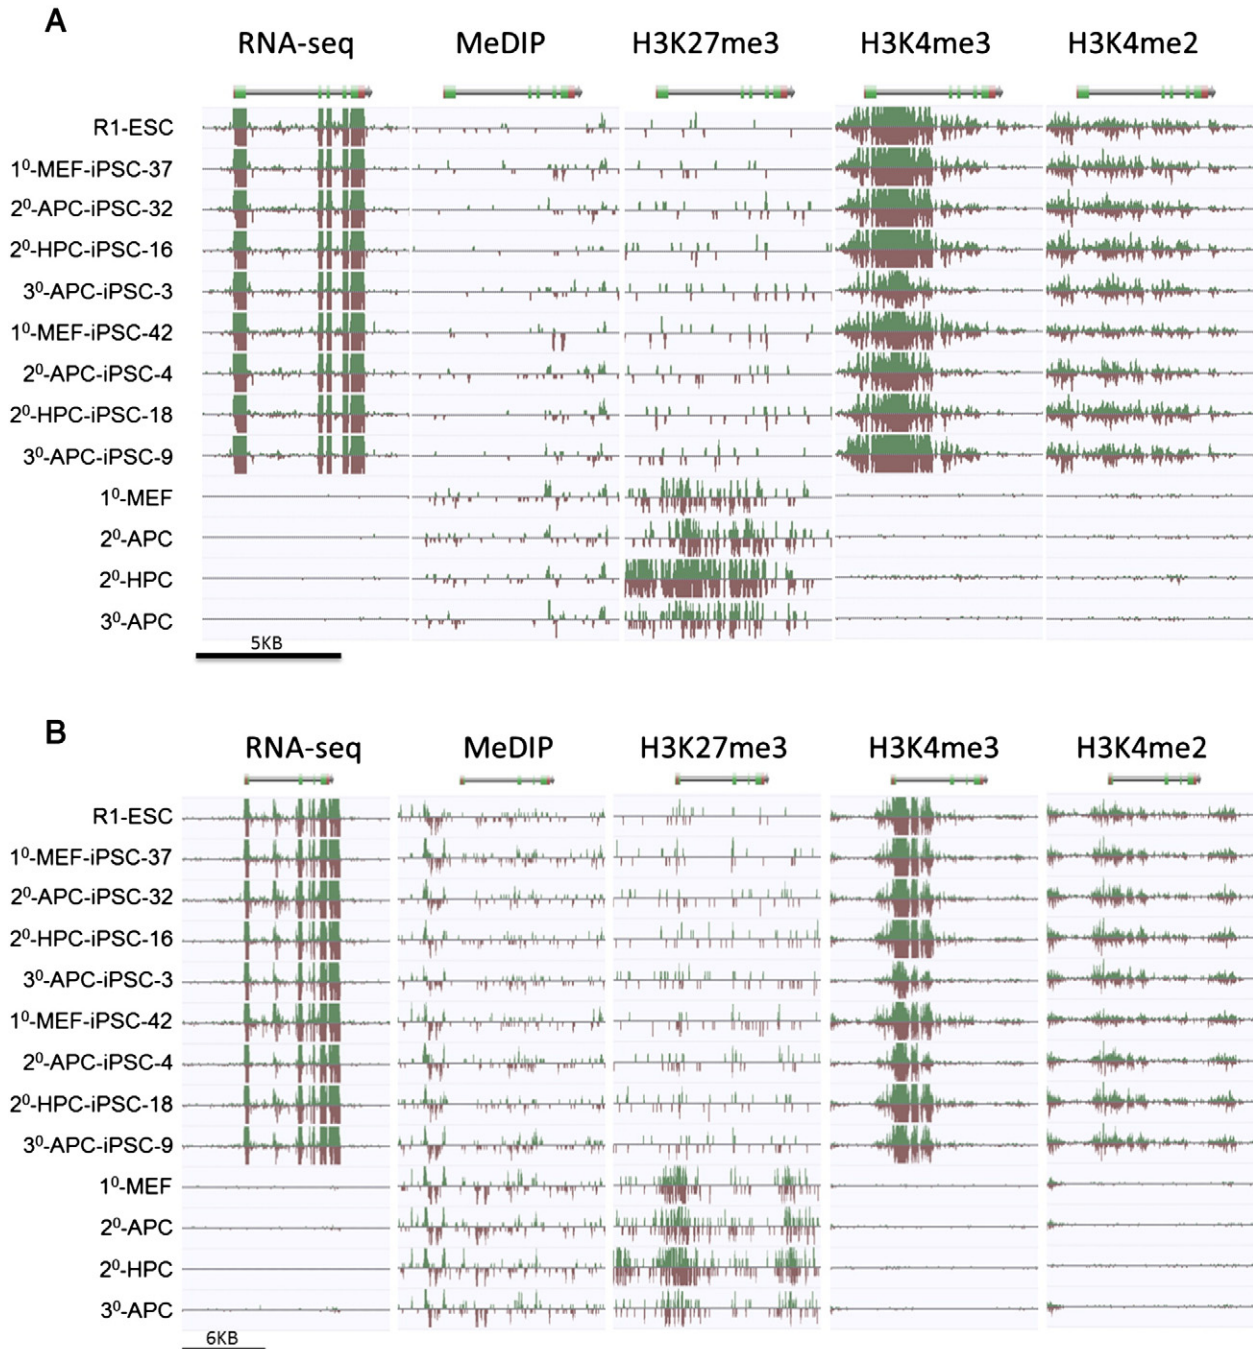 A
RNA-seq MeDIP H3K27me3 H3K4me3 H3K4me2
R1-ESC
1⁰-MEF-iPSC-37
2⁰-APC-iPSC-32
2⁰-HPC-iPSC-16
3⁰-APC-iPSC-3
1⁰-MEF-iPSC-42
2⁰-APC-iPSC-4
2⁰-HPC-iPSC-18
3⁰-APC-iPSC-9
1⁰-MEF
2⁰-APC
2⁰-HPC
3⁰-APC
5KB
B
RNA-seq MeDIP H3K27me3 H3K4me3 H3K4me2
R1-ESC
1⁰-MEF-iPSC-37
2⁰-APC-iPSC-32
2⁰-HPC-iPSC-16
3⁰-APC-iPSC-3
1⁰-MEF-iPSC-42
2⁰-APC-iPSC-4
2⁰-HPC-iPSC-18
3⁰-APC-iPSC-9
1⁰-MEF
2⁰-APC
2⁰-HPC
3⁰-APC
6KB